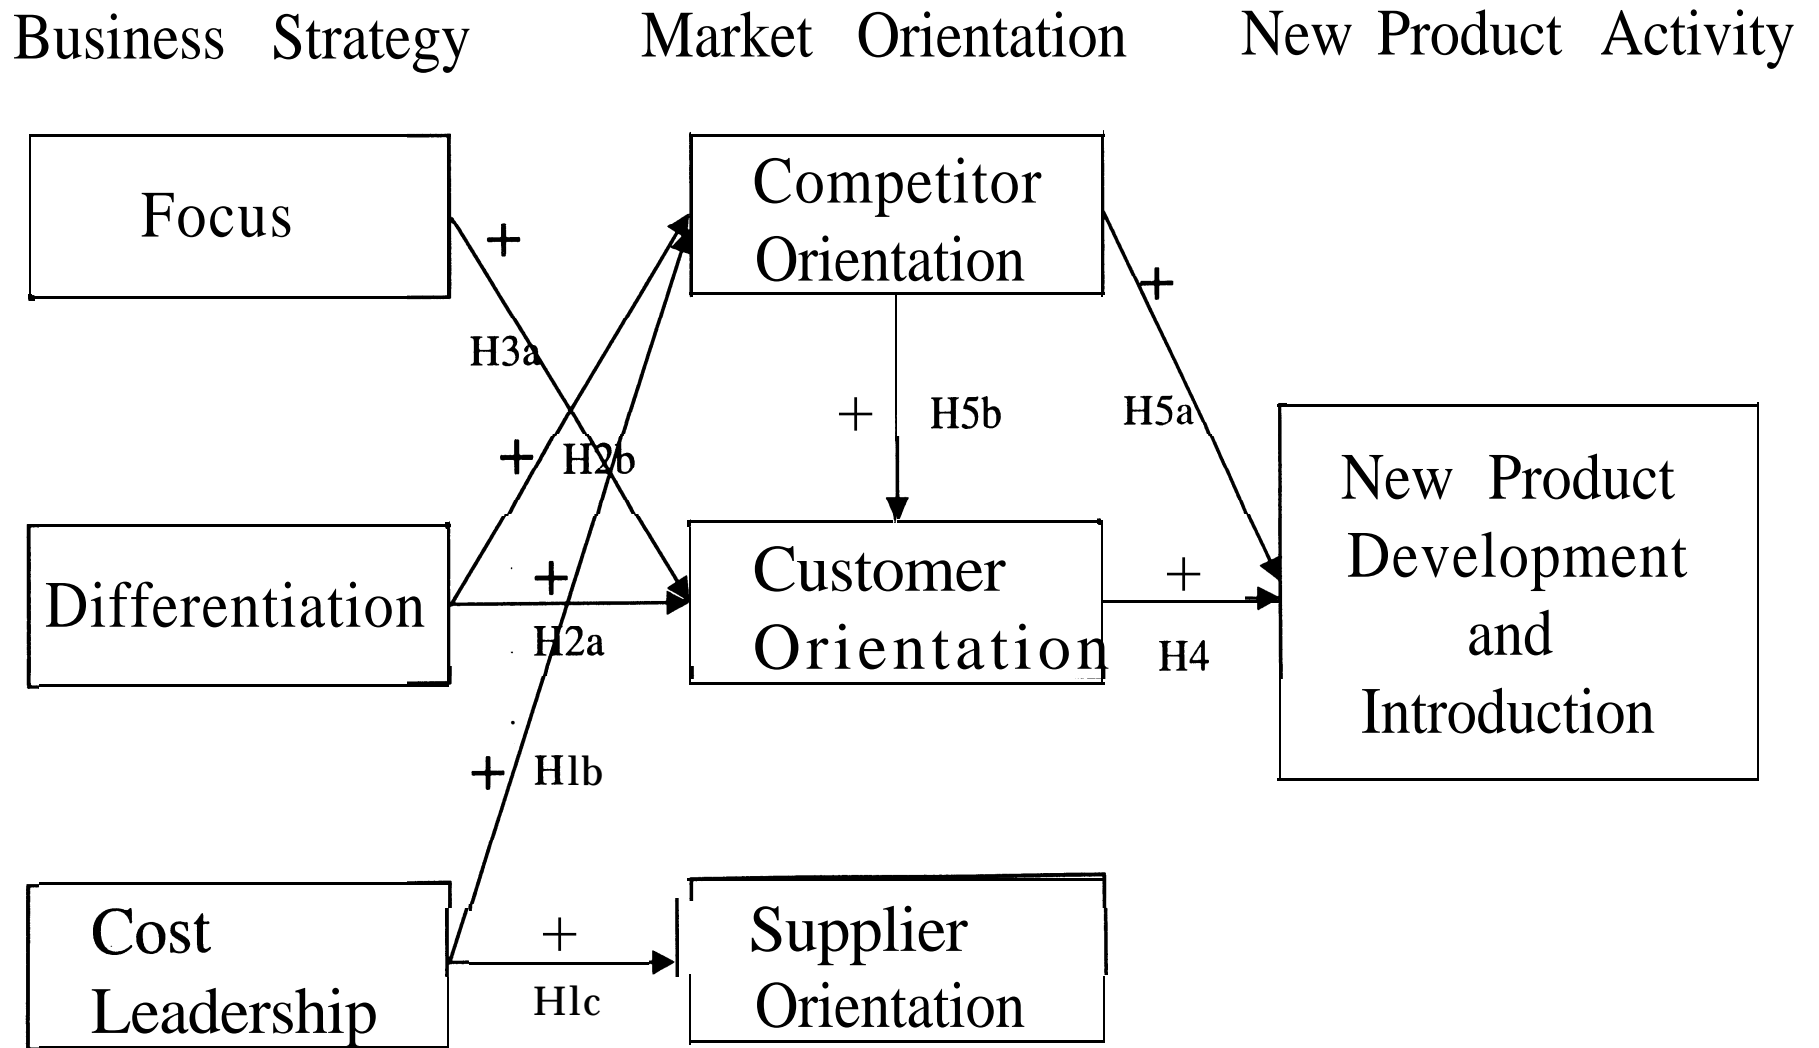 Business Strategy
Market Orientation
New Product Activity
Focus
Competitor
Orientation
+
+
H3a
+
H5b
H5a
+
H2b
New Product
Development
and
Introduction
Differentiation
+
H2a
Customer
Orientation
+
H4
+
H1b
Cost
Leadership
+
H1c
Supplier
Orientation